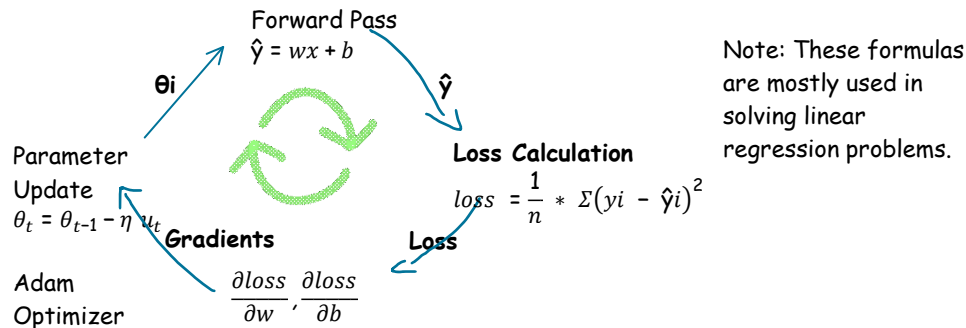 Forward Pass
ŷ = wx + b
θi
ŷ
Note: These formulas
are mostly used in
solving linear
regression problems.
Loss Calculation
loss = 1/n * Σ(yi − ŷi)²
Parameter
Update
θₜ = θₜ₋₁ − η uₜ
Gradients
Loss
∂loss/∂w , ∂loss/∂b
Adam
Optimizer